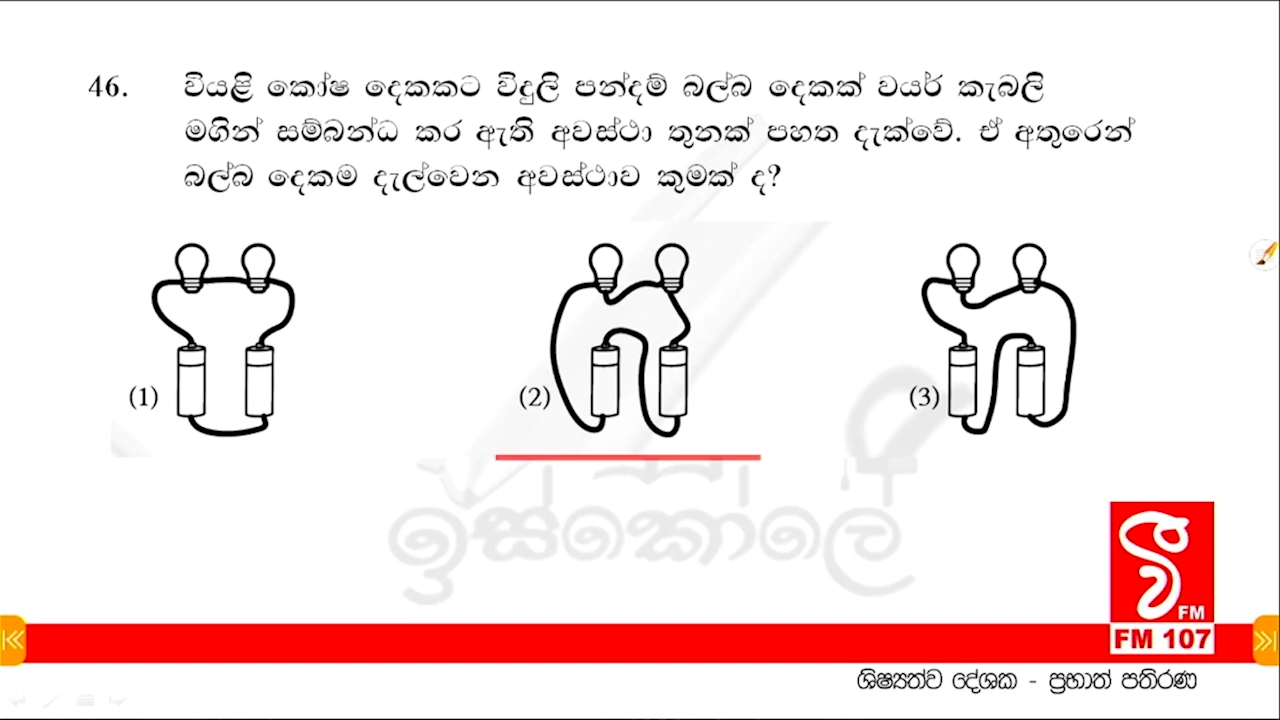 46. වියළි කෝෂ දෙකකට විදුලි පන්දම් බල්බ දෙකක් වයර් කැබලි
මගින් සම්බන්ධ කර ඇති අවස්ථා තුනක් පහත දැක්වේ. ඒ අතුරෙන්
බල්බ දෙකම දැල්වෙන අවස්ථාව කුමක් ද?
(1) (2) (3)
ඉස්කෝලේ
FM
FM 107
ශිෂ්‍යත්ව දේශක - ප්‍රභාත් පතිරණ